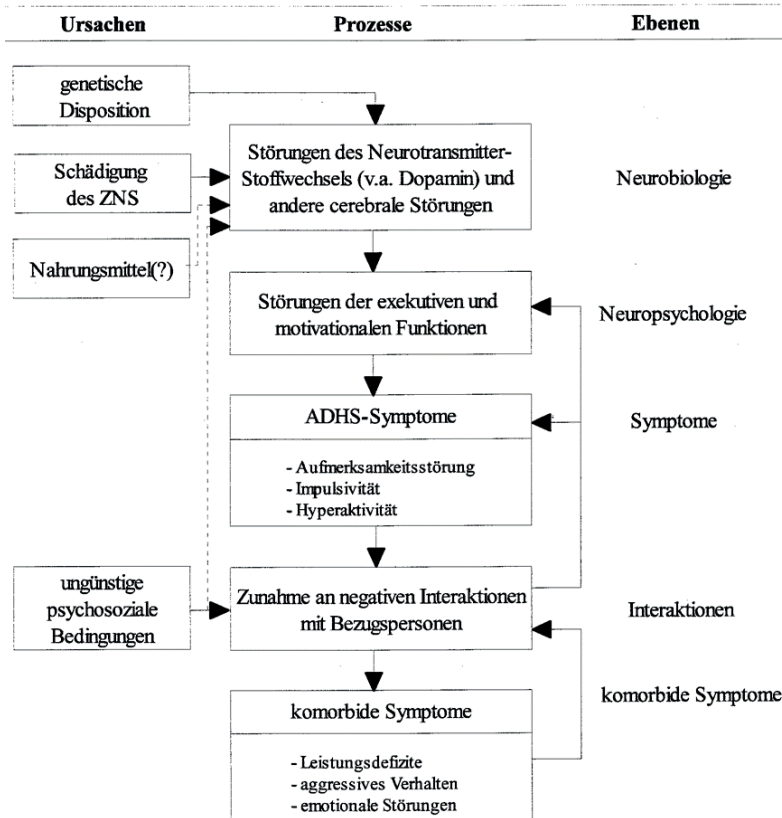 Ursachen
Prozesse
Ebenen
genetische
Disposition
Störungen des Neurotransmitter-
Stoffwechsels (v.a. Dopamin) und
andere cerebrale Störungen
Schädigung
des ZNS
Neurobiologie
Nahrungsmittel(?)
Störungen der exekutiven und
motivationalen Funktionen
Neuropsychologie
ADHS-Symptome
Symptome
- Aufmerksamkeitsstörung
- Impulsivität
- Hyperaktivität
ungünstige
psychosoziale
Bedingungen
Zunahme an negativen Interaktionen
mit Bezugspersonen
Interaktionen
komorbide Symptome
komorbide Symptome
- Leistungsdefizite
- aggressives Verhalten
- emotionale Störungen